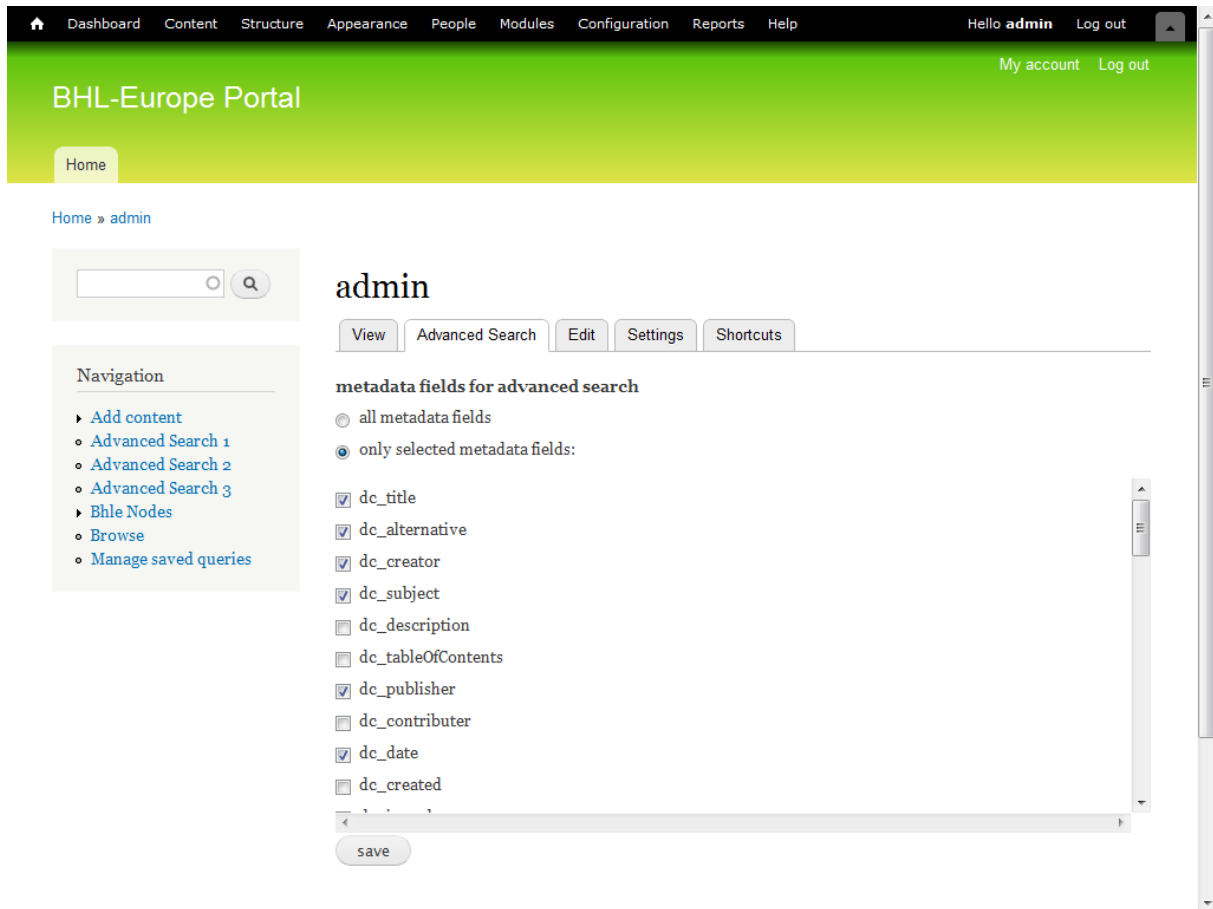 Dashboard Content Structure Appearance People Modules Configuration Reports Help Hello admin Log out
My account Log out
BHL-Europe Portal
Home
Home » admin
admin
View Advanced Search Edit Settings Shortcuts
Navigation
Add content
Advanced Search 1
Advanced Search 2
Advanced Search 3
Bhle Nodes
Browse
Manage saved queries
metadata fields for advanced search
all metadata fields
only selected metadata fields:
dc_title
dc_alternative
dc_creator
dc_subject
dc_description
dc_tableOfContents
dc_publisher
dc_contributer
dc_date
dc_created
save